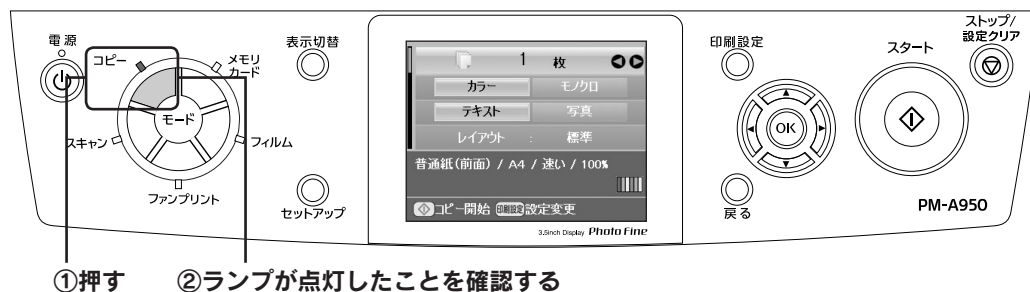 電源
コピー
メモリ
カード
モード
スキャン
フィルム
ファンプリント
表示切替
セットアップ
1 枚
カラー
モノクロ
テキスト
写真
レイアウト : 標準
普通紙(前面) / A4 / 速い / 100%
コピー開始 印刷設定 設定変更
3.5inch Display Photo Fine
印刷設定
OK
戻る
スタート
ストップ/
設定クリア
PM-A950
①押す
②ランプが点灯したことを確認する